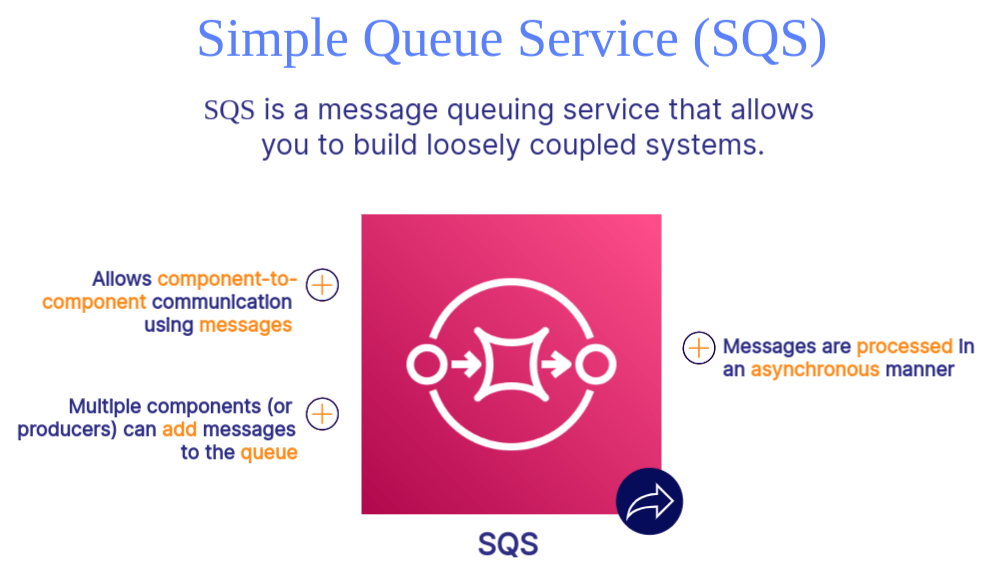 Simple Queue Service (SQS)
SQS is a message queuing service that allows
you to build loosely coupled systems.
Allows component-to-
component communication
using messages
Multiple components (or
producers) can add messages
to the queue
Messages are processed in
an asynchronous manner
SQS